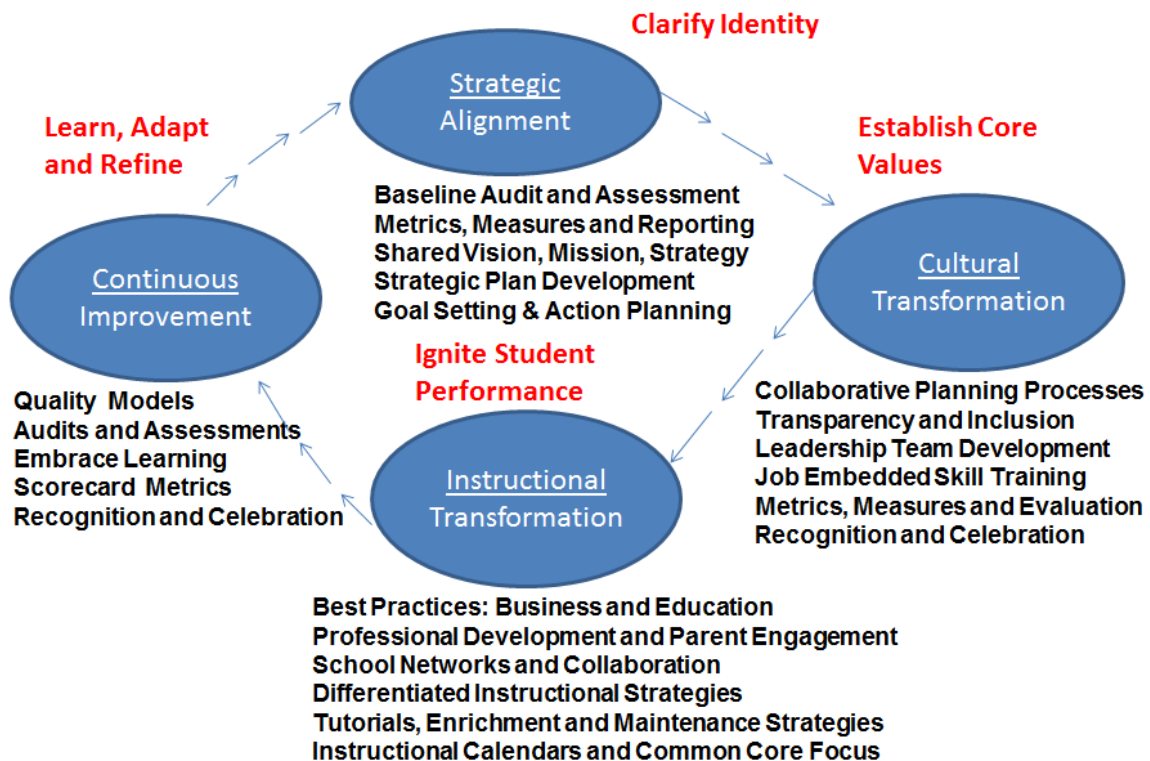 Clarify Identity
Strategic
Alignment
Learn, Adapt
and Refine
Establish Core
Values
Baseline Audit and Assessment
Metrics, Measures and Reporting
Shared Vision, Mission, Strategy
Strategic Plan Development
Goal Setting & Action Planning
Continuous
Improvement
Cultural
Transformation
Ignite Student
Performance
Quality Models
Audits and Assessments
Embrace Learning
Scorecard Metrics
Recognition and Celebration
Collaborative Planning Processes
Transparency and Inclusion
Leadership Team Development
Job Embedded Skill Training
Metrics, Measures and Evaluation
Recognition and Celebration
Instructional
Transformation
Best Practices: Business and Education
Professional Development and Parent Engagement
School Networks and Collaboration
Differentiated Instructional Strategies
Tutorials, Enrichment and Maintenance Strategies
Instructional Calendars and Common Core Focus